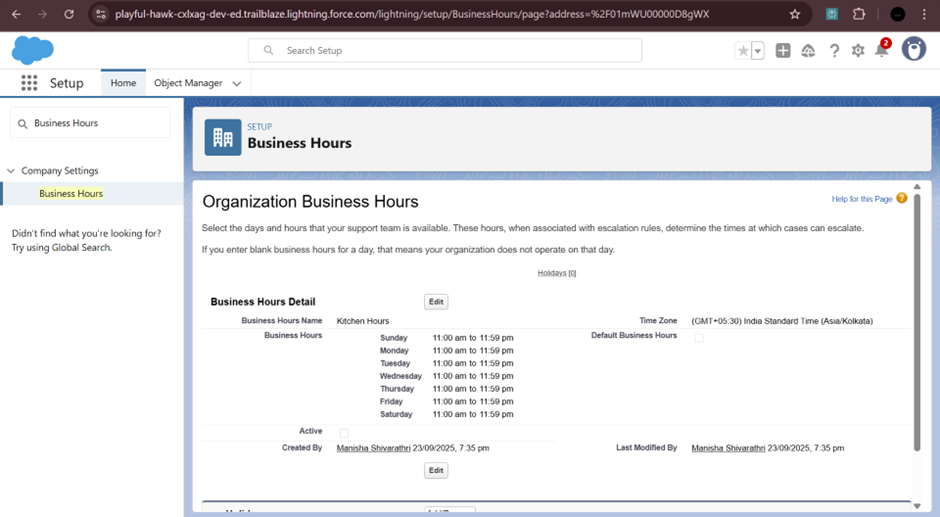 playful-hawk-cxlxag-dev-ed.trailblaze.lightning.force.com/lightning/setup/BusinessHours/page?address=%2F01mWU00000D8gWX
Search Setup
2
Setup
Home
Object Manager
Business Hours
Company Settings
Business Hours
Didn't find what you're looking for?
Try using Global Search.
SETUP
Business Hours
Organization Business Hours
Help for this Page ?
Select the days and hours that your support team is available. These hours, when associated with escalation rules, determine the times at which cases can escalate.
If you enter blank business hours for a day, that means your organization does not operate on that day.
Holidays [0]
Business Hours Detail Edit
Business Hours Name Kitchen Hours Time Zone (GMT+05:30) India Standard Time (Asia/Kolkata)
Business Hours Default Business Hours
Sunday 11:00 am to 11:59 pm
Monday 11:00 am to 11:59 pm
Tuesday 11:00 am to 11:59 pm
Wednesday 11:00 am to 11:59 pm
Thursday 11:00 am to 11:59 pm
Friday 11:00 am to 11:59 pm
Saturday 11:00 am to 11:59 pm
Active
Created By Manisha Shivarathri 23/09/2025, 7:35 pm Last Modified By Manisha Shivarathri 23/09/2025, 7:35 pm
Edit